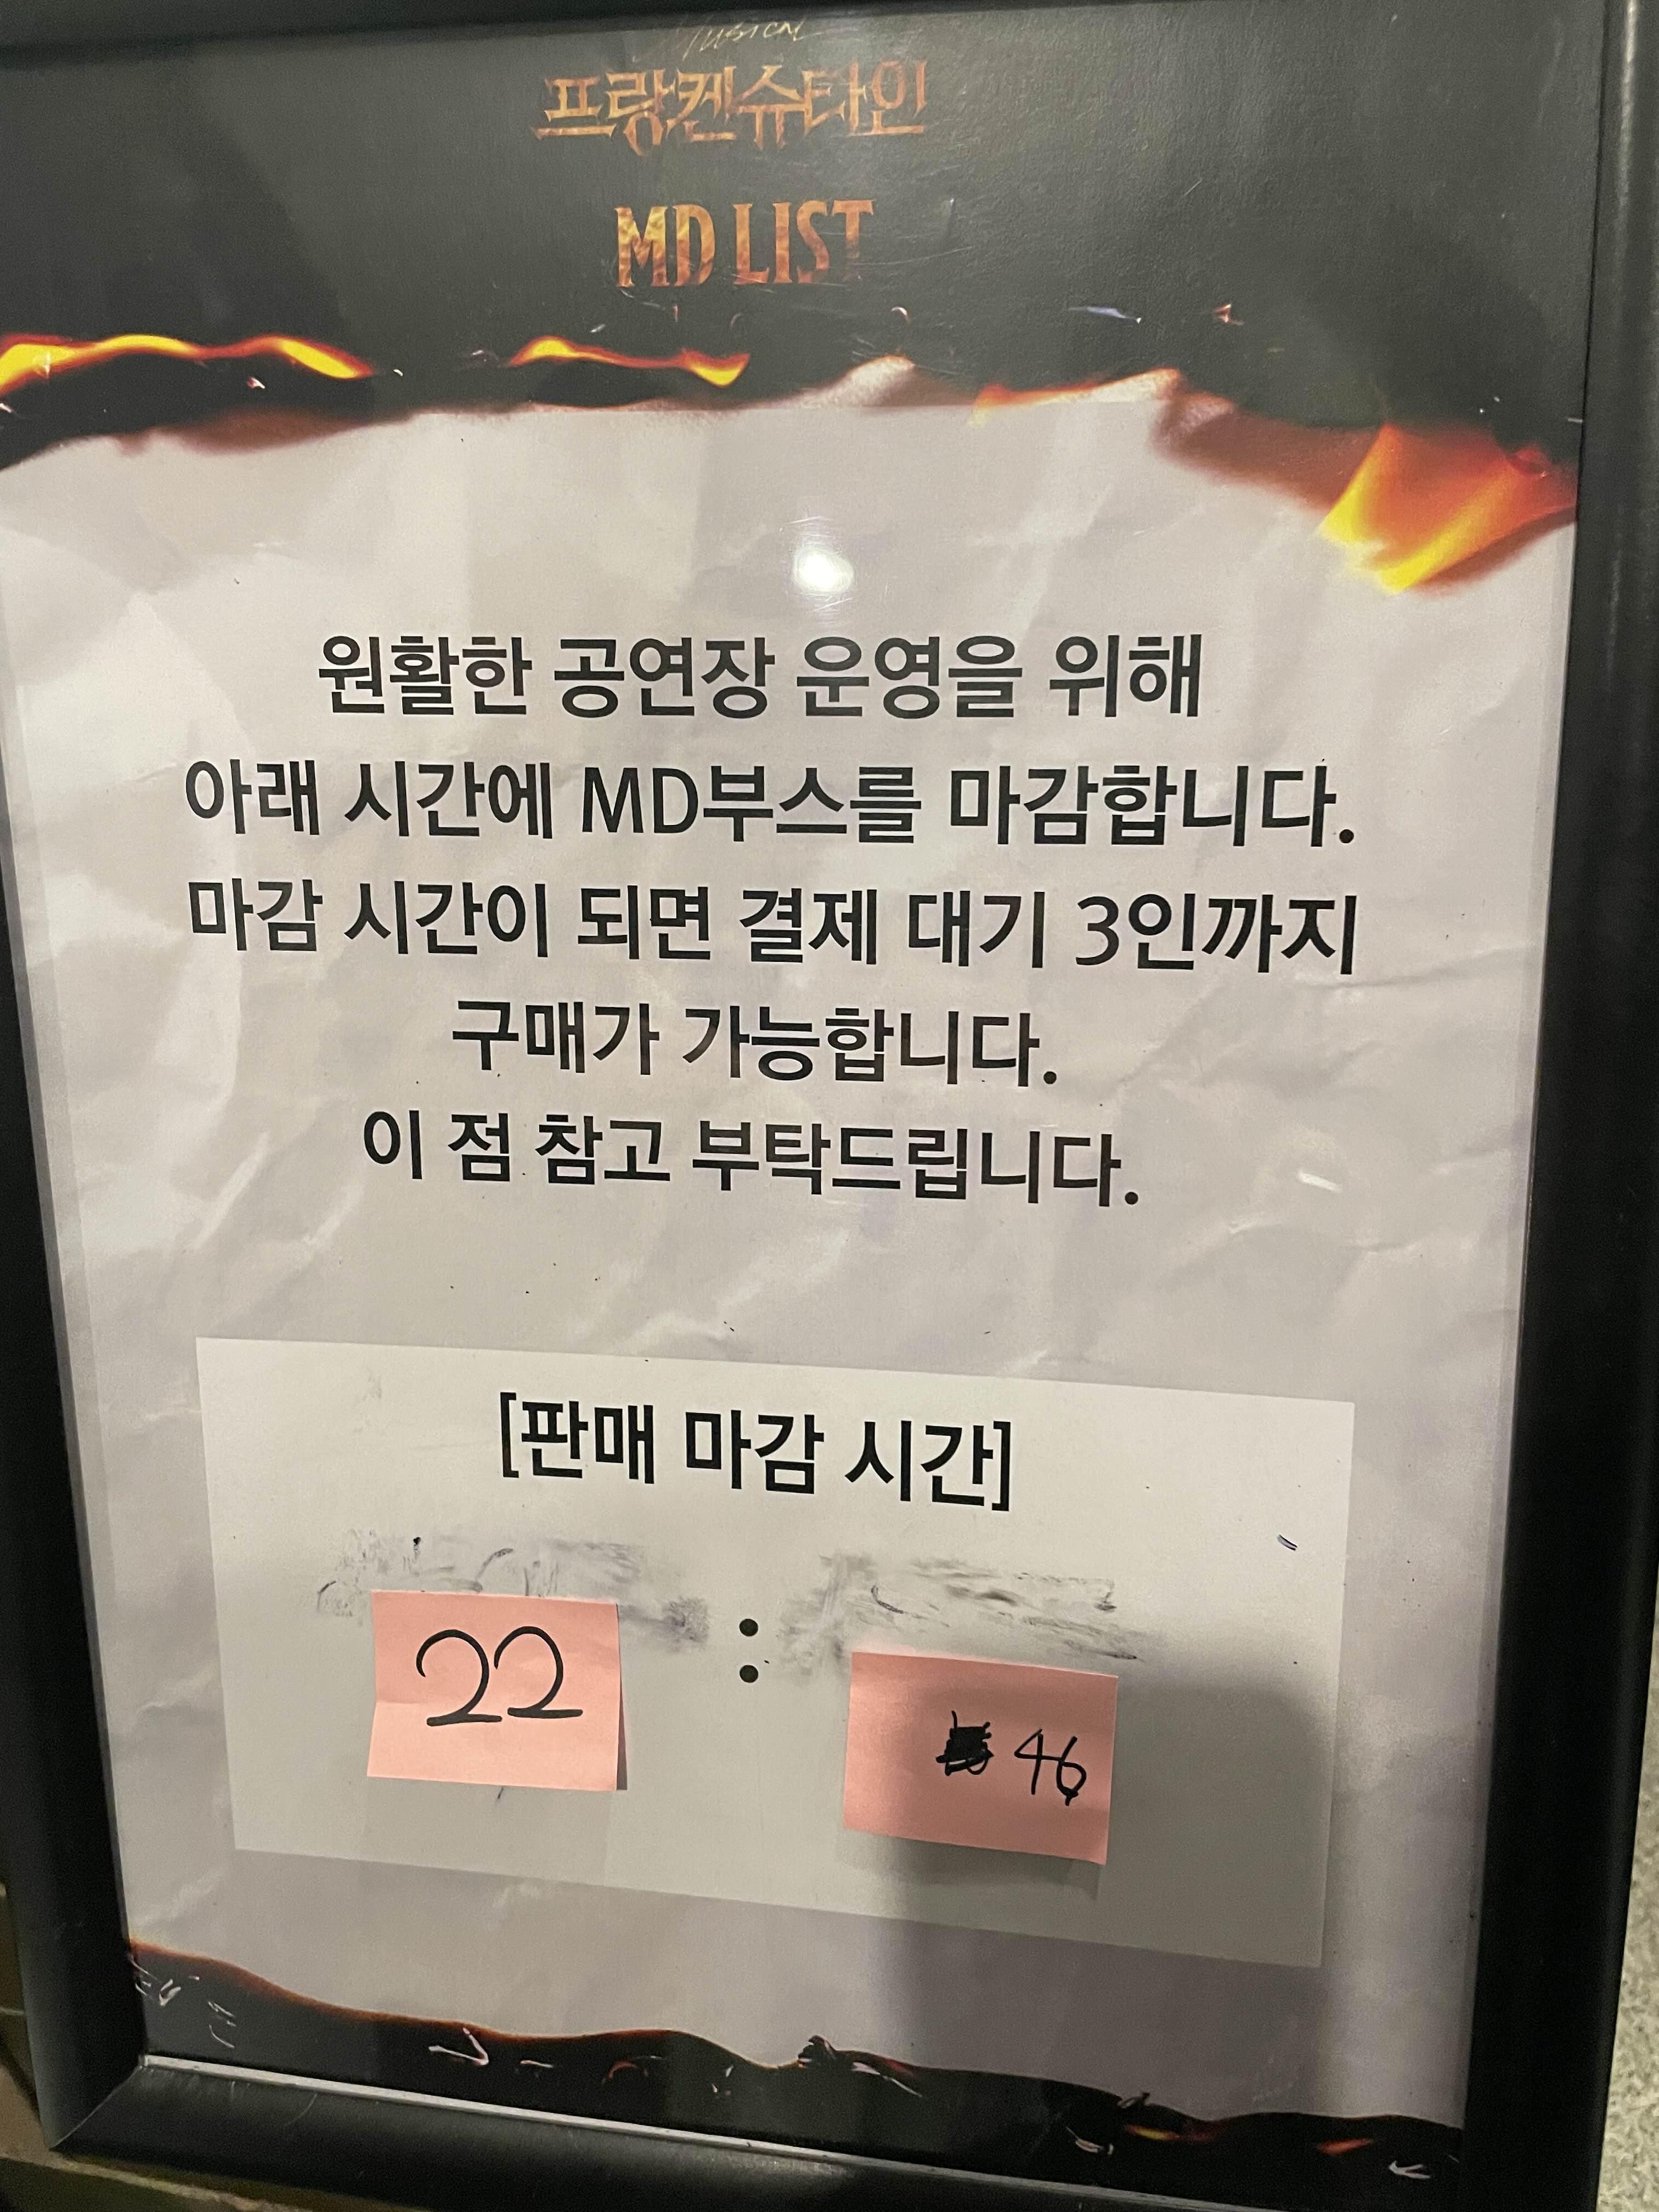 Musical
프랑켄슈타인
MD LIST
원활한 공연장 운영을 위해
아래 시간에 MD부스를 마감합니다.
마감 시간이 되면 결제 대기 3인까지
구매가 가능합니다.
이 점 참고 부탁드립니다.
[판매 마감 시간]
22 : 46